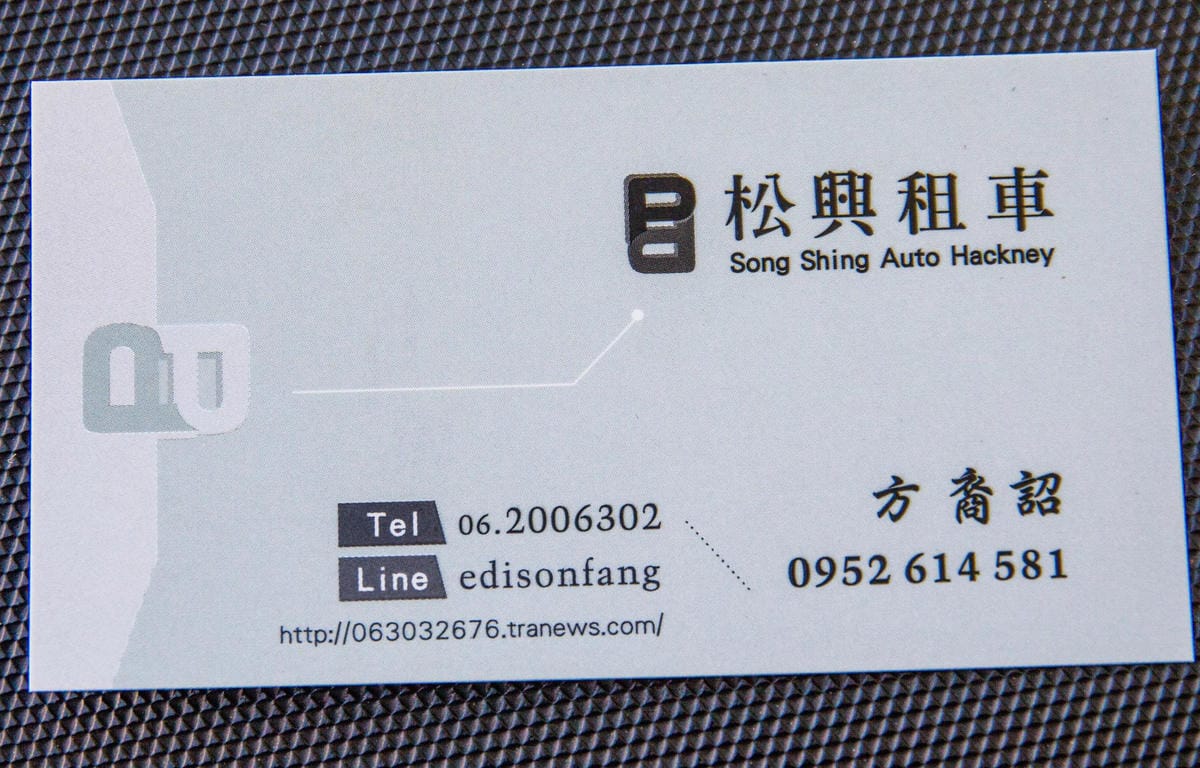 松興租車
Song Shing Auto Hackney
方裔詔
0952 614 581
Tel 06.2006302
Line edisonfang
http://063032676.tranews.com/